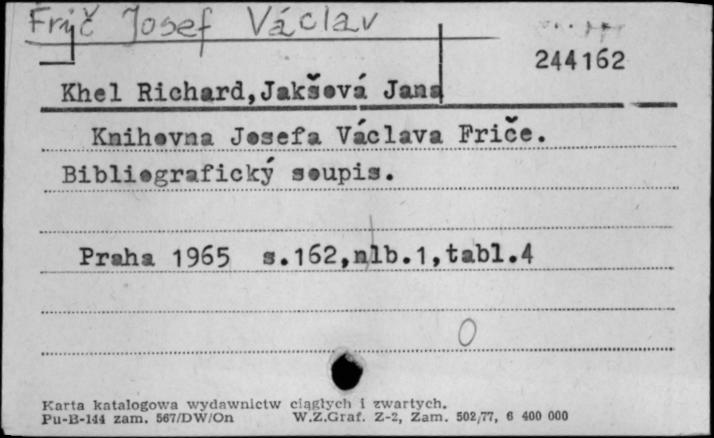 Frič Josef Václav
244162
Khel Richard,Jakšová Jana
Knihovna Josefa Václava Friče.
Bibliografický soupis.
Praha 1965 s.162,nlb.1,tabl.4
0
Karta katalogowa wydawnictw ciągłych i zwartych.
Pu-B-144 zam. 567/DW/On W.Z.Graf. Z-2, Zam. 502/77, 6 400 000